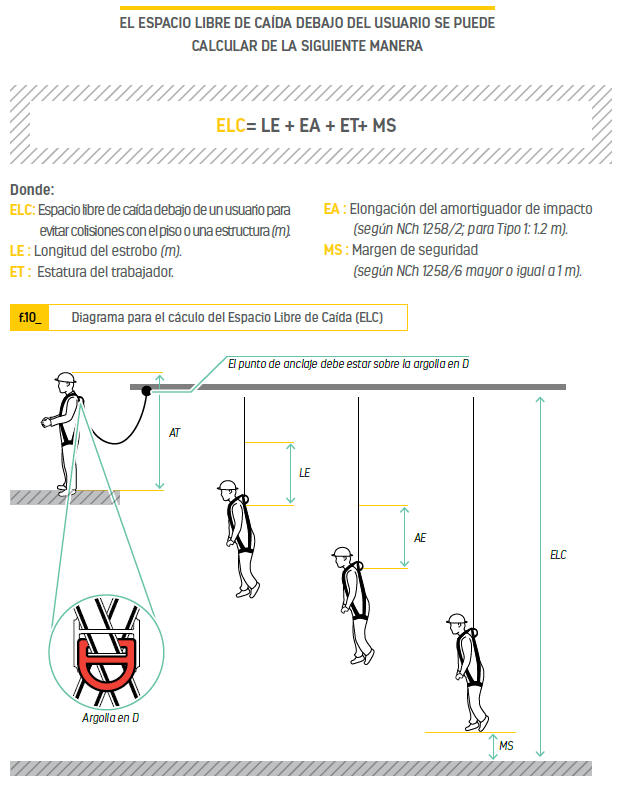 EL ESPACIO LIBRE DE CAÍDA DEBAJO DEL USUARIO SE PUEDE
CALCULAR DE LA SIGUIENTE MANERA
ELC= LE + EA + ET+ MS
Donde:
ELC: Espacio libre de caída debajo de un usuario para
evitar colisiones con el piso o una estructura (m).
LE : Longitud del estrobo (m).
ET : Estatura del trabajador.
EA : Elongación del amortiguador de impacto
(según NCh 1258/2; para Tipo 1: 1.2 m).
MS : Margen de seguridad
(según NCh 1258/6 mayor o igual a 1 m).
f.10_ Diagrama para el cáculo del Espacio Libre de Caída (ELC)
El punto de anclaje debe estar sobre la argolla en D
AT
LE
AE
ELC
Argolla en D
MS